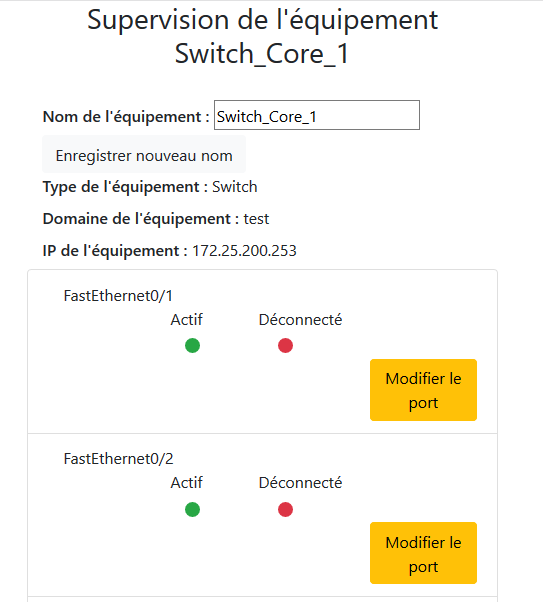 Supervision de l'équipement
Switch_Core_1
Nom de l'équipement : Switch_Core_1
Enregistrer nouveau nom
Type de l'équipement : Switch
Domaine de l'équipement : test
IP de l'équipement : 172.25.200.253
FastEthernet0/1
Actif Déconnecté
Modifier le
port
FastEthernet0/2
Actif Déconnecté
Modifier le
port